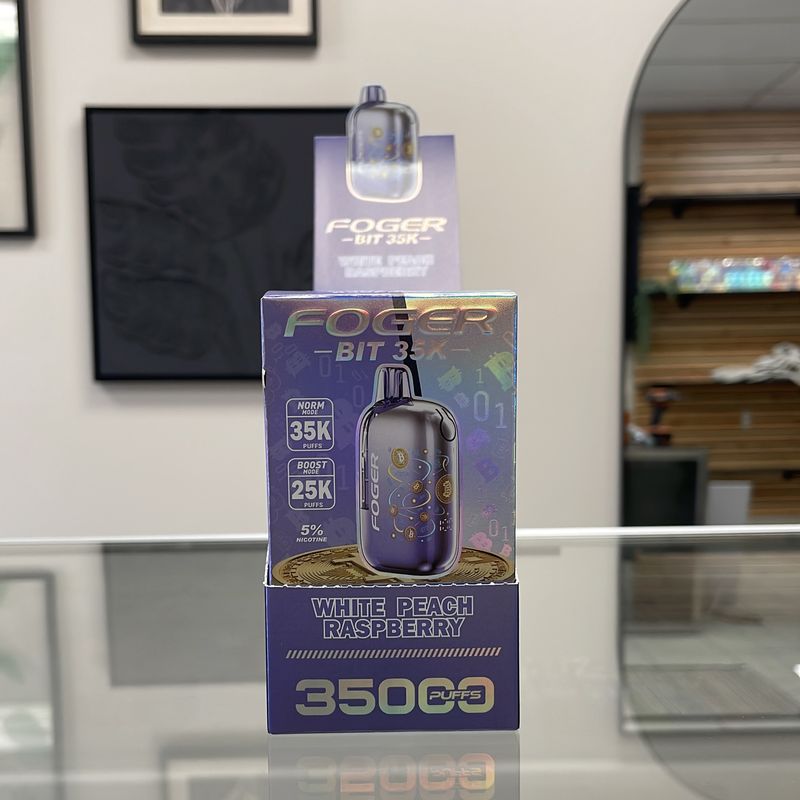 FOGER
BIT 35K
WHITE PEACH
RASPBERRY
FOGER
BIT 35K
NORM
MODE
35K
PUFFS
BOOST
MODE
25K
PUFFS
5%
NICOTINE
FOGER
WHITE PEACH
RASPBERRY
35000
PUFFS